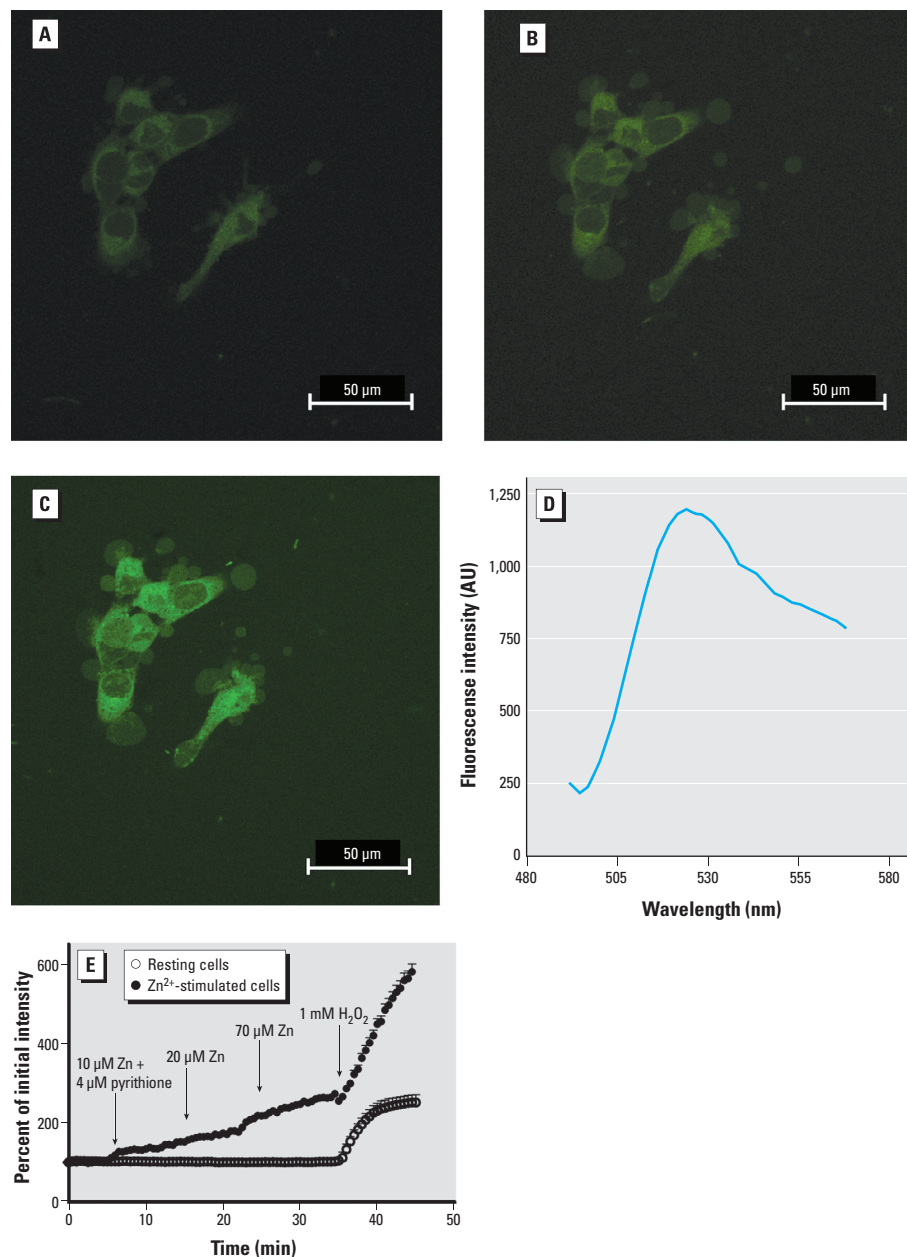 A
50 µm
B
50 µm
C
50 µm
D
Fluorescense intensity (AU)
1,250
1,000
750
500
250
0
480
505
530
555
580
Wavelength (nm)
E
Resting cells
Zn²⁺-stimulated cells
Percent of initial intensity
600
400
200
0
10 µM Zn +
4 µM pyrithione
20 µM Zn
70 µM Zn
1 mM H₂O₂
0
10
20
30
40
50
Time (min)